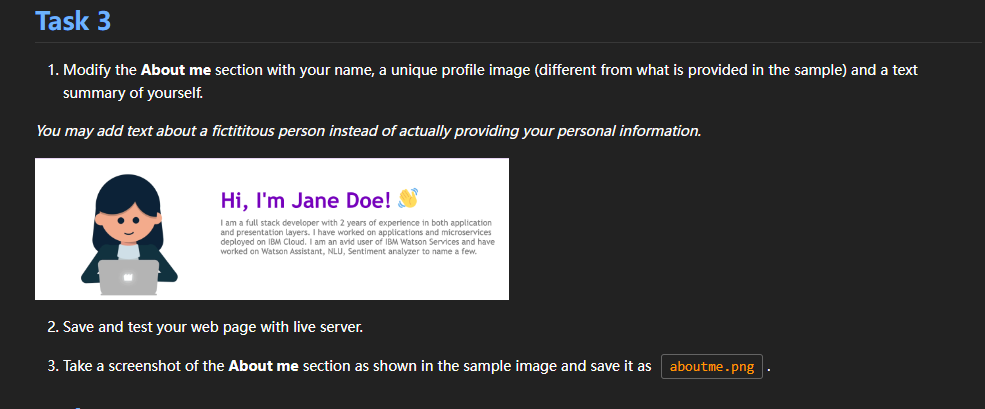 Task 3
1. Modify the About me section with your name, a unique profile image (different from what is provided in the sample) and a text
summary of yourself.
You may add text about a fictititous person instead of actually providing your personal information.
Hi, I'm Jane Doe! 👋
I am a full stack developer with 2 years of experience in both application
and presentation layers. I have worked on applications and microservices
deployed on IBM Cloud. I am an avid user of IBM Watson Services and have
worked on Watson Assistant, NLU, Sentiment analyzer to name a few.
2. Save and test your web page with live server.
3. Take a screenshot of the About me section as shown in the sample image and save it as aboutme.png .